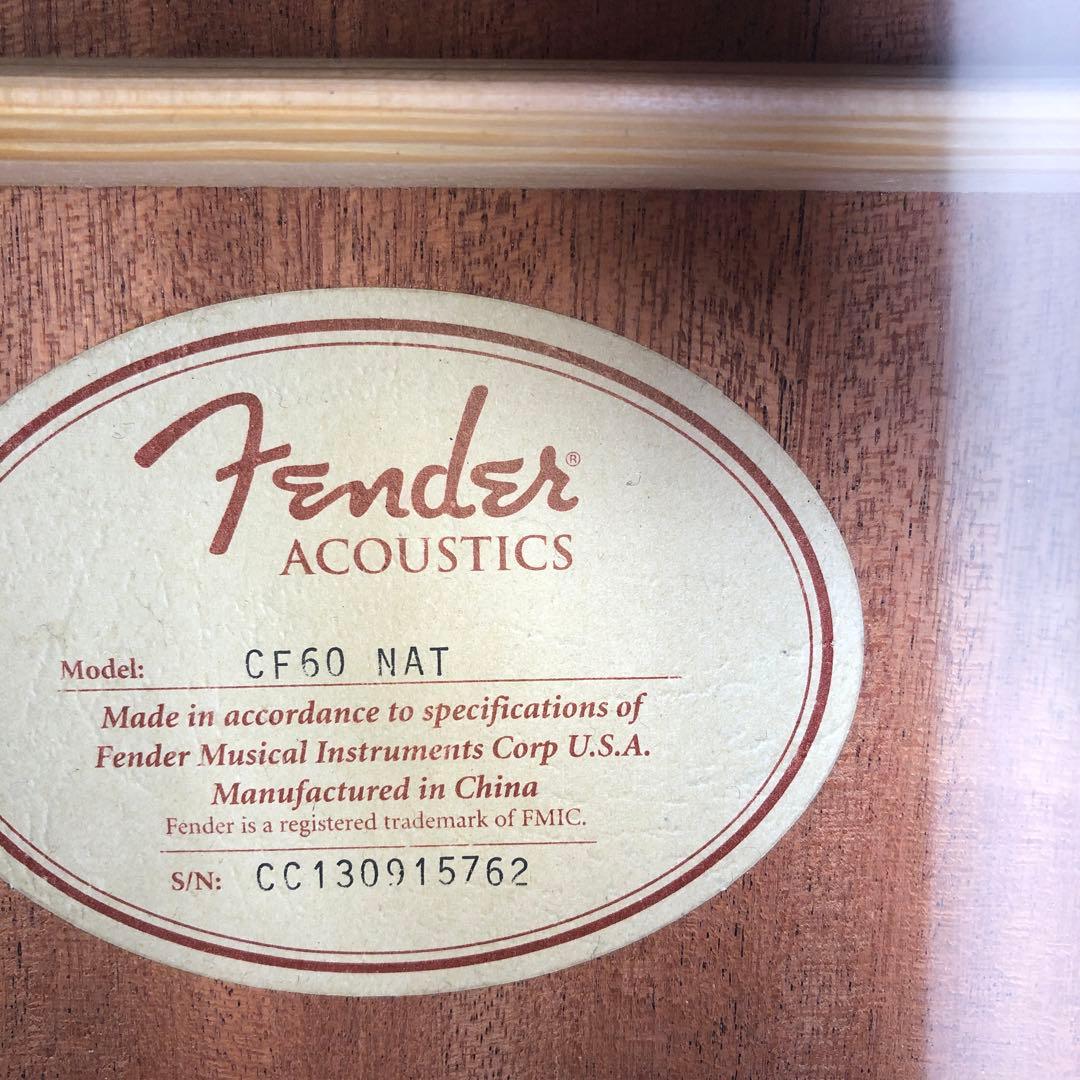 Fender®
ACOUSTICS
Model: CF60 NAT
Made in accordance to specifications of
Fender Musical Instruments Corp U.S.A.
Manufactured in China
Fender is a registered trademark of FMIC.
S/N: CC130915762